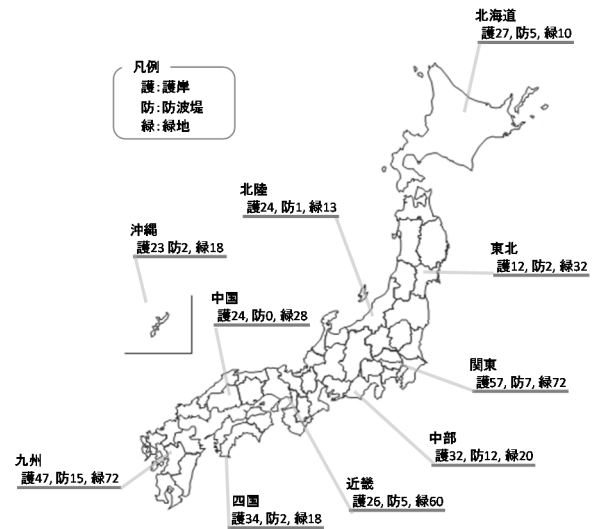 北海道
護27, 防5, 緑10
凡例
護：護岸
防：防波堤
緑：緑地
北陸
護24, 防1, 緑13
沖縄
護23 防2, 緑18
東北
護12, 防2, 緑32
中国
護24, 防0, 緑28
関東
護57, 防7, 緑72
中部
護32, 防12, 緑20
九州
護47, 防15, 緑72
近畿
護26, 防5, 緑60
四国
護34, 防2, 緑18